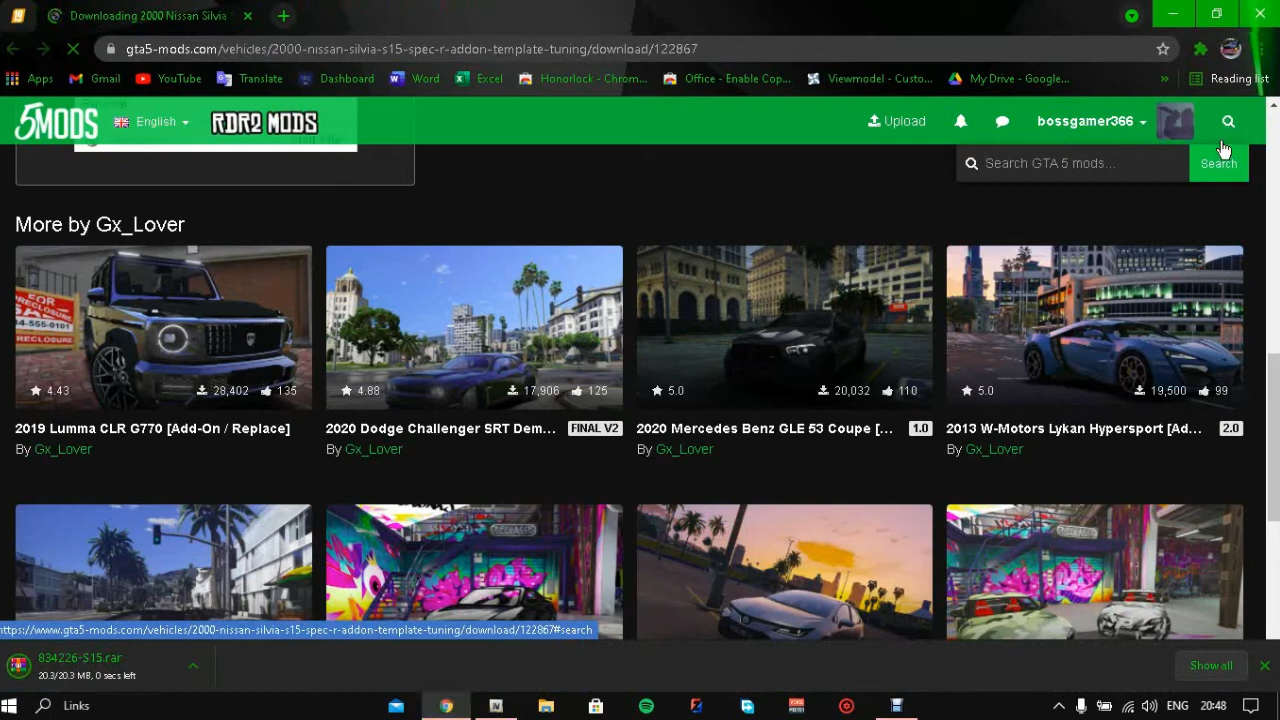 Downloading 2000 Nissan Silvia
gta5-mods.com/vehicles/2000-nissan-silvia-s15-spec-r-addon-template-tuning/download/122867
Apps Gmail YouTube Translate Dashboard Word Excel Honorlock - Chrom... Office - Enable Cop... Viewmodel - Custo... My Drive - Google... » Reading list
5MODS English RDR2 MODS Upload bossgamer366
Search GTA 5 mods... Search
More by Gx_Lover
FOR
FORECLOSURE
4.43 28,402 135
4.88 17,906 125
5.0 20,032 110
5.0 19,500 99
2019 Lumma CLR G770 [Add-On / Replace]
By Gx_Lover
2020 Dodge Challenger SRT Dem... FINAL V2
By Gx_Lover
2020 Mercedes Benz GLE 53 Coupe [... 1.0
By Gx_Lover
2013 W-Motors Lykan Hypersport [Ad... 2.0
By Gx_Lover
https://www.gta5-mods.com/vehicles/2000-nissan-silvia-s15-spec-r-addon-template-tuning/download/122867#search
834226-S15.rar
20.3/20.3 MB, 0 secs left
Show all
Links
ENG 20:48